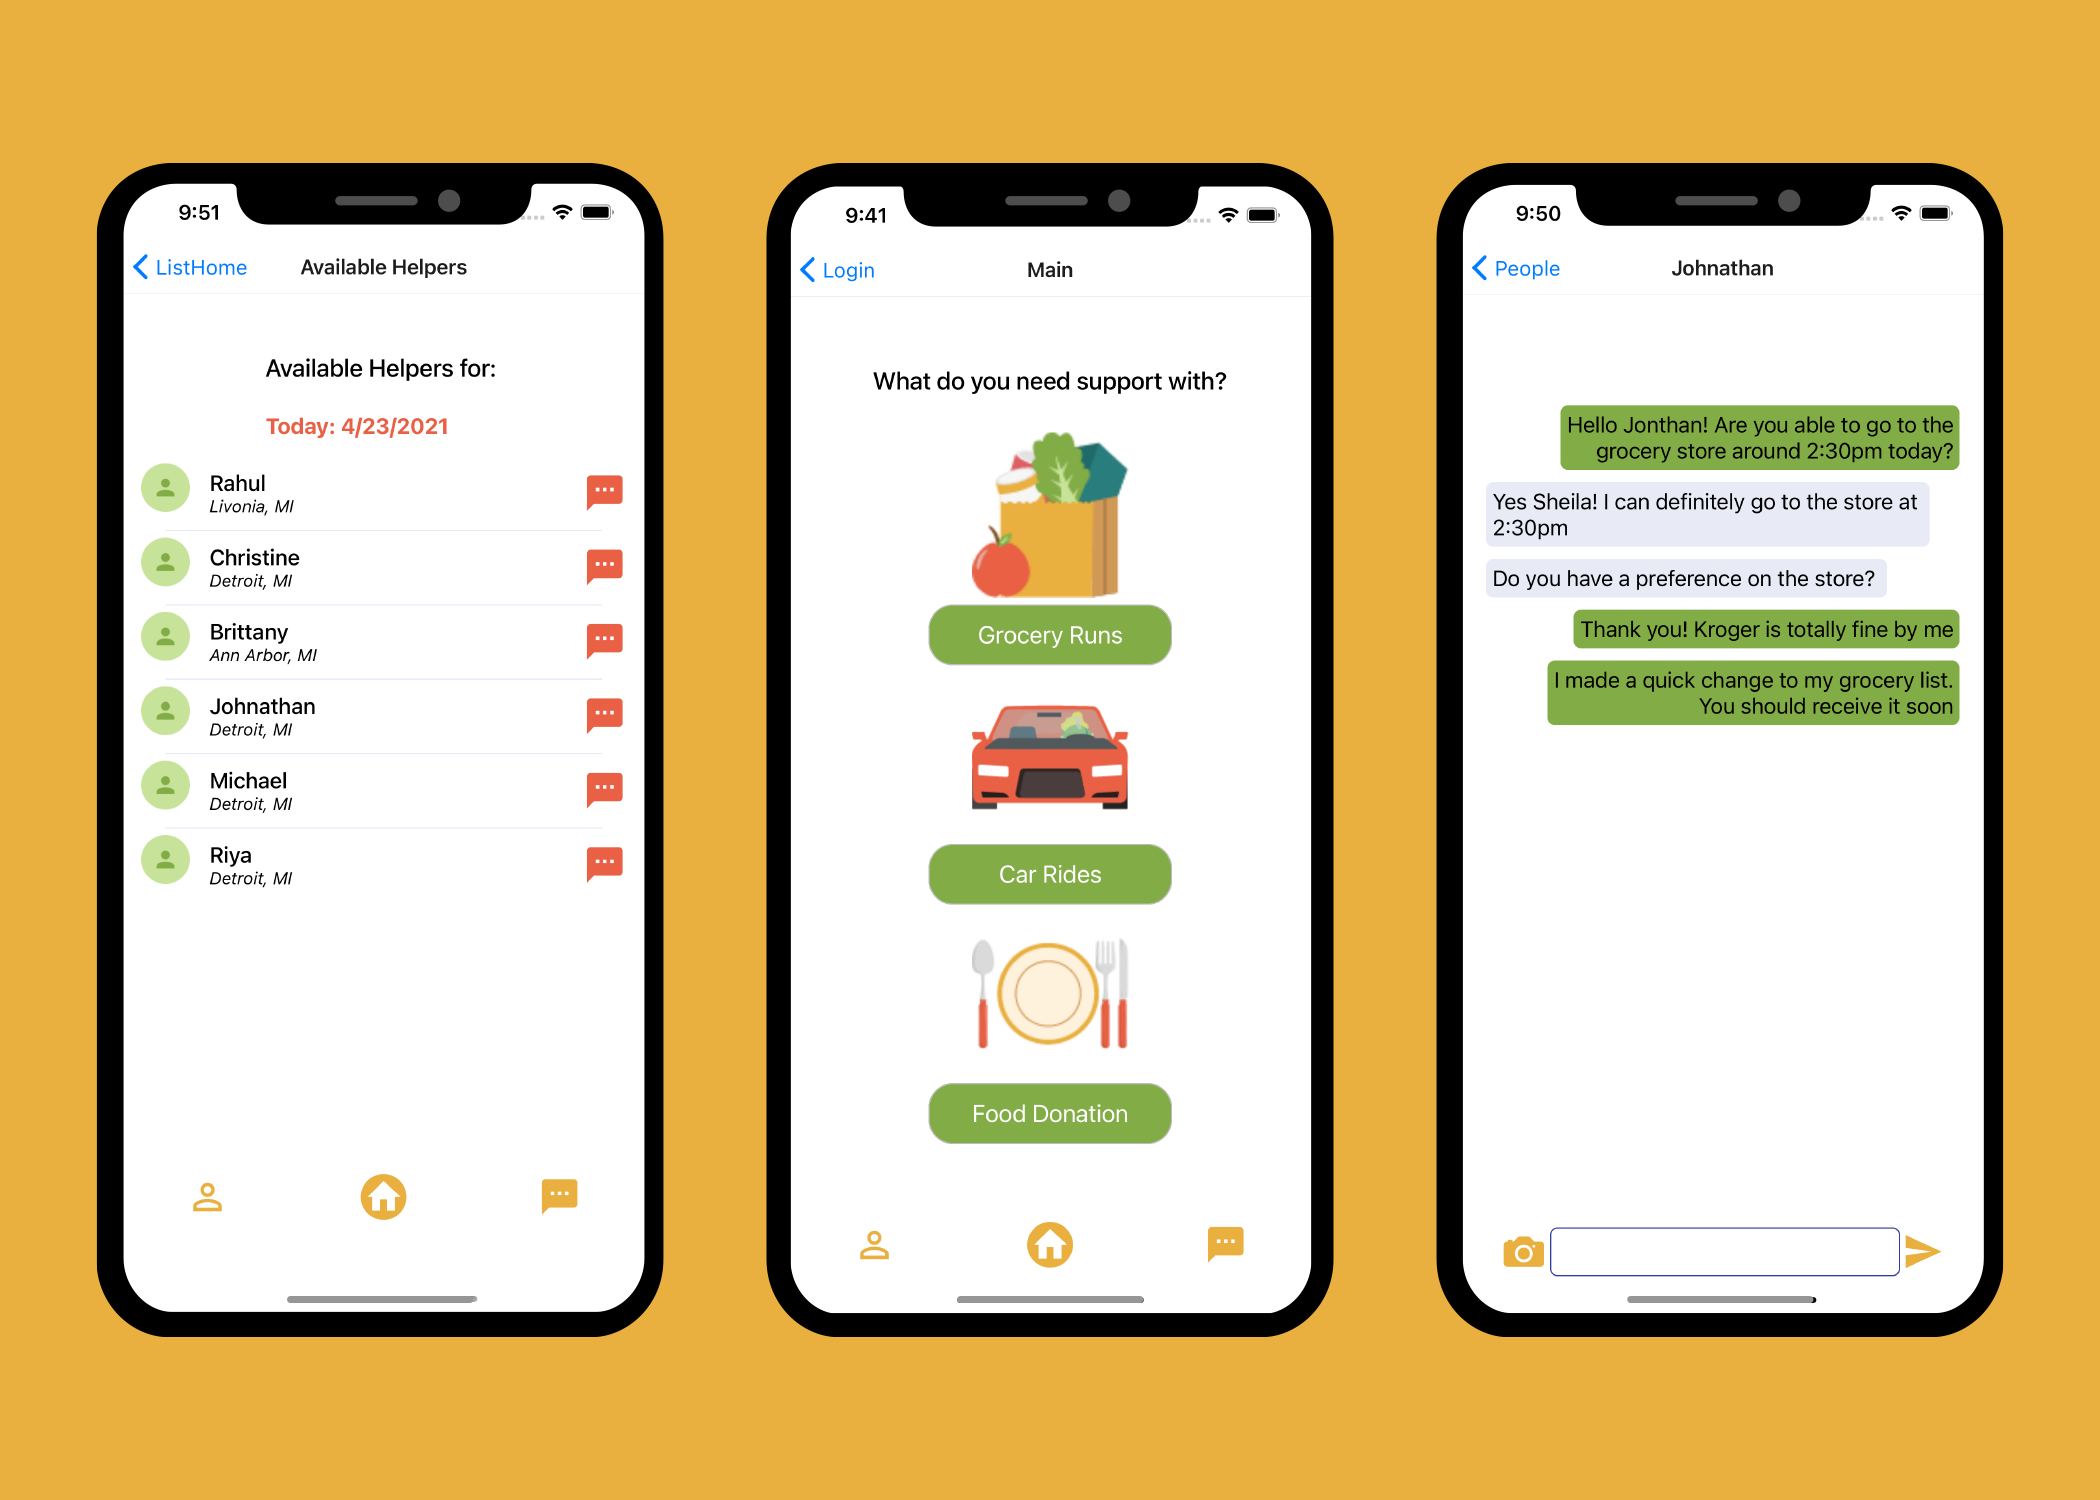 9:51
ListHome
Available Helpers
Available Helpers for:
Today: 4/23/2021
Rahul
Livonia, MI
Christine
Detroit, MI
Brittany
Ann Arbor, MI
Johnathan
Detroit, MI
Michael
Detroit, MI
Riya
Detroit, MI
9:41
Login
Main
What do you need support with?
Grocery Runs
Car Rides
Food Donation
9:50
People
Johnathan
Hello Jonthan! Are you able to go to the
grocery store around 2:30pm today?
Yes Sheila! I can definitely go to the store at
2:30pm
Do you have a preference on the store?
Thank you! Kroger is totally fine by me
I made a quick change to my grocery list.
You should receive it soon